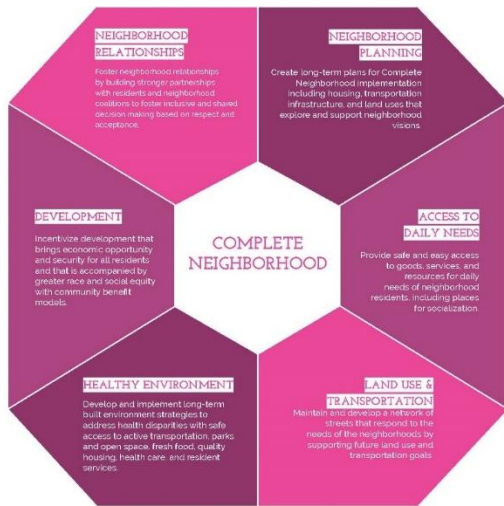 NEIGHBORHOOD
RELATIONSHIPS
Foster neighborhood relationships
by building stronger partnerships
with residents and neighborhood
coalitions to foster inclusive and shared
decision making based on respect and
acceptance.
NEIGHBORHOOD
PLANNING
Create long-term plans for Complete
Neighborhood implementation
including housing, transportation
infrastructure, and land uses that
explore and support neighborhood
visions.
DEVELOPMENT
Incentivize development that
brings economic opportunity
and security for all residents
and that is accompanied by
greater race and social equity
with community benefit
models.
COMPLETE
NEIGHBORHOOD
ACCESS TO
DAILY NEEDS
Provide safe and easy access
to goods, services, and
resources for daily
needs of neighborhood
residents, including places
for socialization.
HEALTHY ENVIRONMENT
Develop and implement long-term
built environment strategies to
address health disparities with safe
access to active transportation, parks
and open space, fresh food, quality
housing, health care, and resident
services.
LAND USE &
TRANSPORTATION
Maintain and develop a network of
streets that respond to the
needs of the neighborhoods by
supporting future land use and
transportation goals.